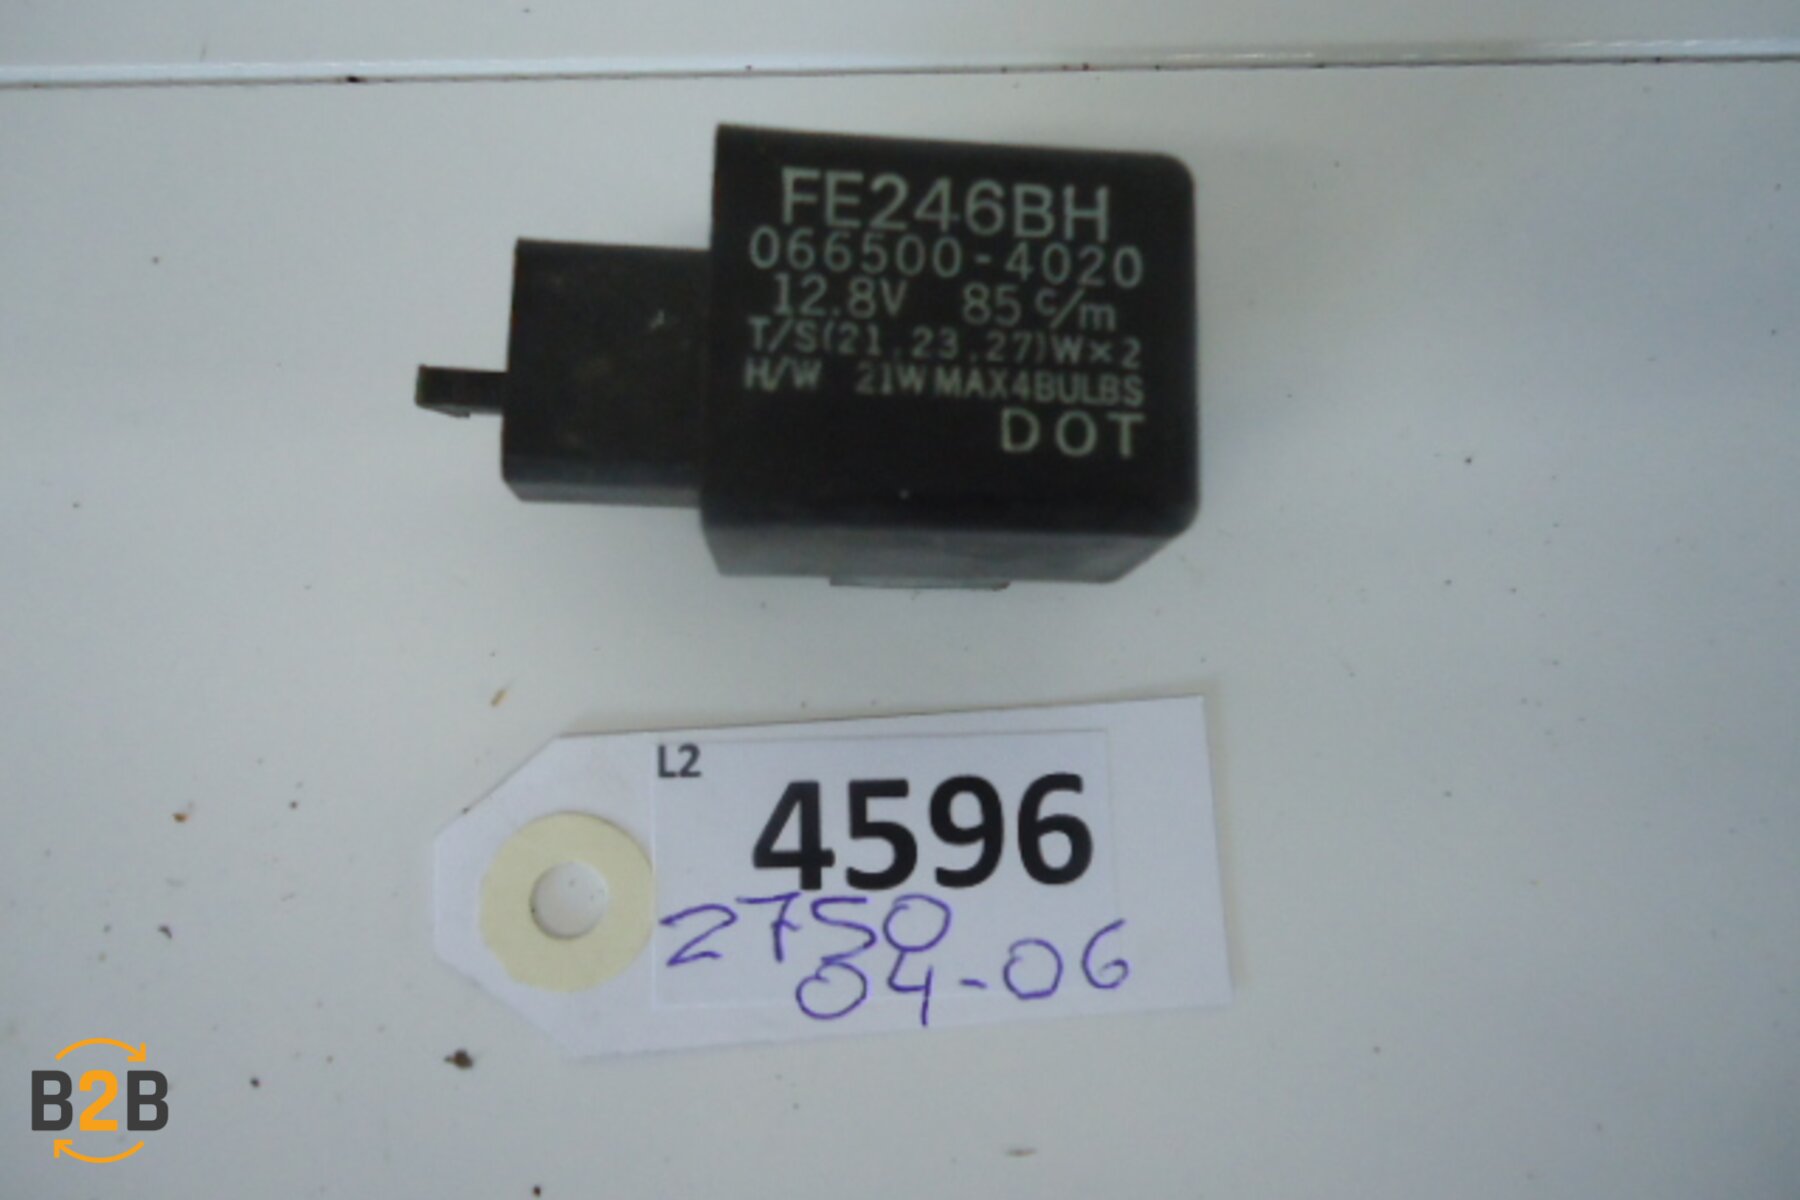 FE246BH
066500-4020
12.8V 85 c/m
T/S(21.23.27)W×2
H/W 21W MAX4BULBS
DOT
L2
4596
2750
04-06
B2B